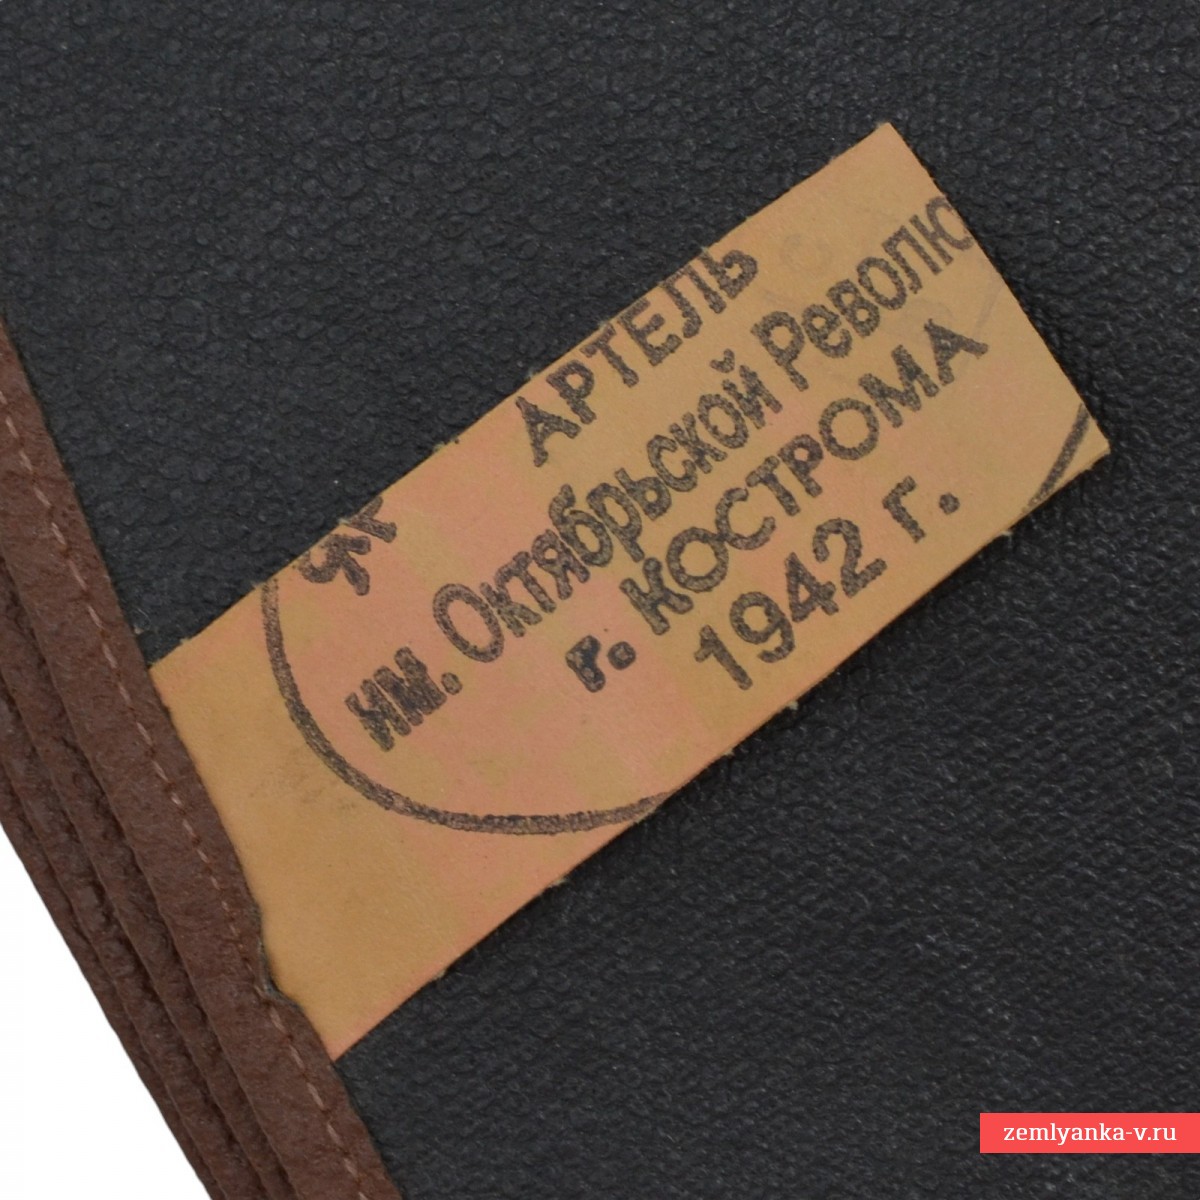 АРТЕЛЬ
им. Октябрьской Револю
г. КОСТРОМА
1942 г.
zemlyanka-v.ru